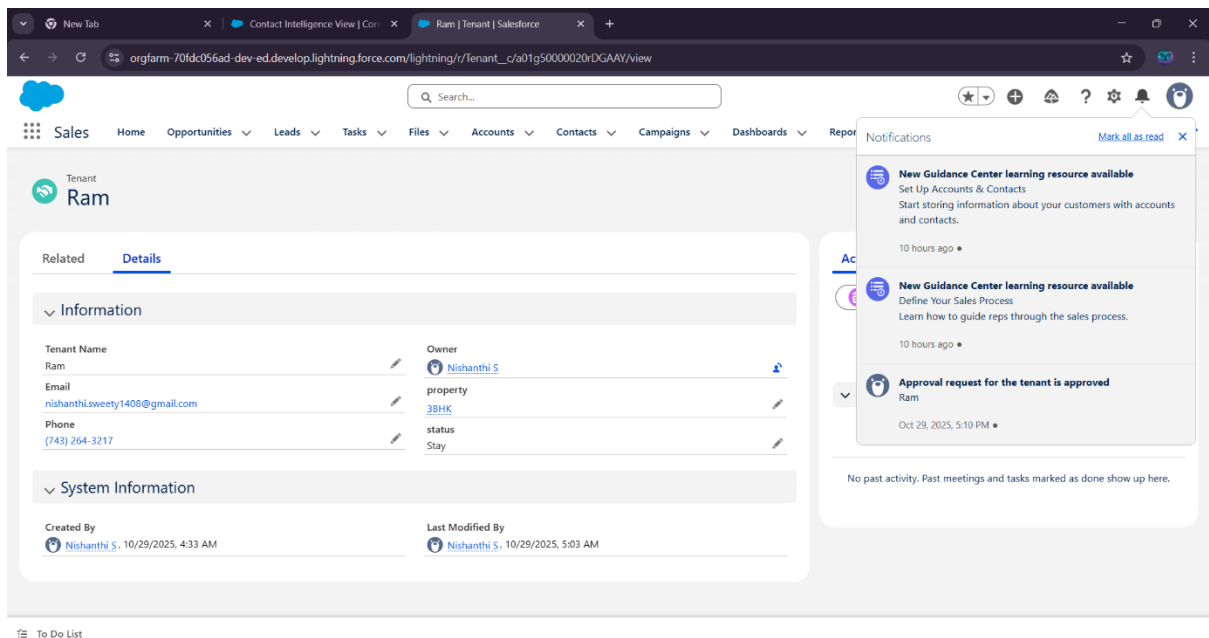 New Tab
Contact Intelligence View | Con
Ram | Tenant | Salesforce
orgfarm-70fdc056ad-dev-ed.develop.lightning.force.com/lightning/r/Tenant__c/a01g50000020rDGAAY/view
Search...
Sales
Home
Opportunities
Leads
Tasks
Files
Accounts
Contacts
Campaigns
Dashboards
Repor
Notifications
Mark all as read
New Guidance Center learning resource available
Set Up Accounts & Contacts
Start storing information about your customers with accounts
and contacts.
10 hours ago •
New Guidance Center learning resource available
Define Your Sales Process
Learn how to guide reps through the sales process.
10 hours ago •
Approval request for the tenant is approved
Ram
Oct 29, 2025, 5:10 PM •
Tenant
Ram
Related
Details
Ac
Information
Tenant Name
Ram
Owner
Nishanthi S
Email
nishanthi.sweety1408@gmail.com
property
3BHK
Phone
(743) 264-3217
status
Stay
No past activity. Past meetings and tasks marked as done show up here.
System Information
Created By
Nishanthi S, 10/29/2025, 4:33 AM
Last Modified By
Nishanthi S, 10/29/2025, 5:03 AM
To Do List